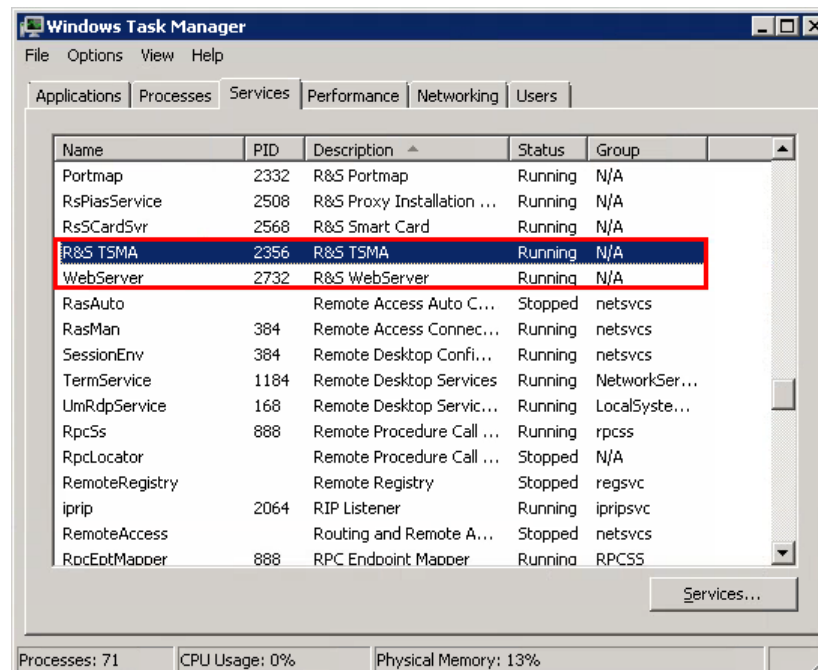 Windows Task Manager
File Options View Help
Applications Processes Services Performance Networking Users
Name PID Description Status Group
Portmap 2332 R&S Portmap Running N/A
RsPiasService 2508 R&S Proxy Installation ... Running N/A
RsSCardSvr 2568 R&S Smart Card Running N/A
R&S TSMA 2356 R&S TSMA Running N/A
WebServer 2732 R&S WebServer Running N/A
RasAuto Remote Access Auto C... Stopped netsvcs
RasMan 384 Remote Access Connec... Running netsvcs
SessionEnv 384 Remote Desktop Confi... Running netsvcs
TermService 1184 Remote Desktop Services Running NetworkSer...
UmRdpService 168 Remote Desktop Servic... Running LocalSyste...
RpcSs 888 Remote Procedure Call ... Running rpcss
RpcLocator Remote Procedure Call ... Stopped N/A
RemoteRegistry Remote Registry Stopped regsvc
iprip 2064 RIP Listener Running ipripsvc
RemoteAccess Routing and Remote A... Stopped netsvcs
RpcEptMapper 888 RPC Endpoint Mapper Running RPCSS
Services...
Processes: 71 CPU Usage: 0% Physical Memory: 13%